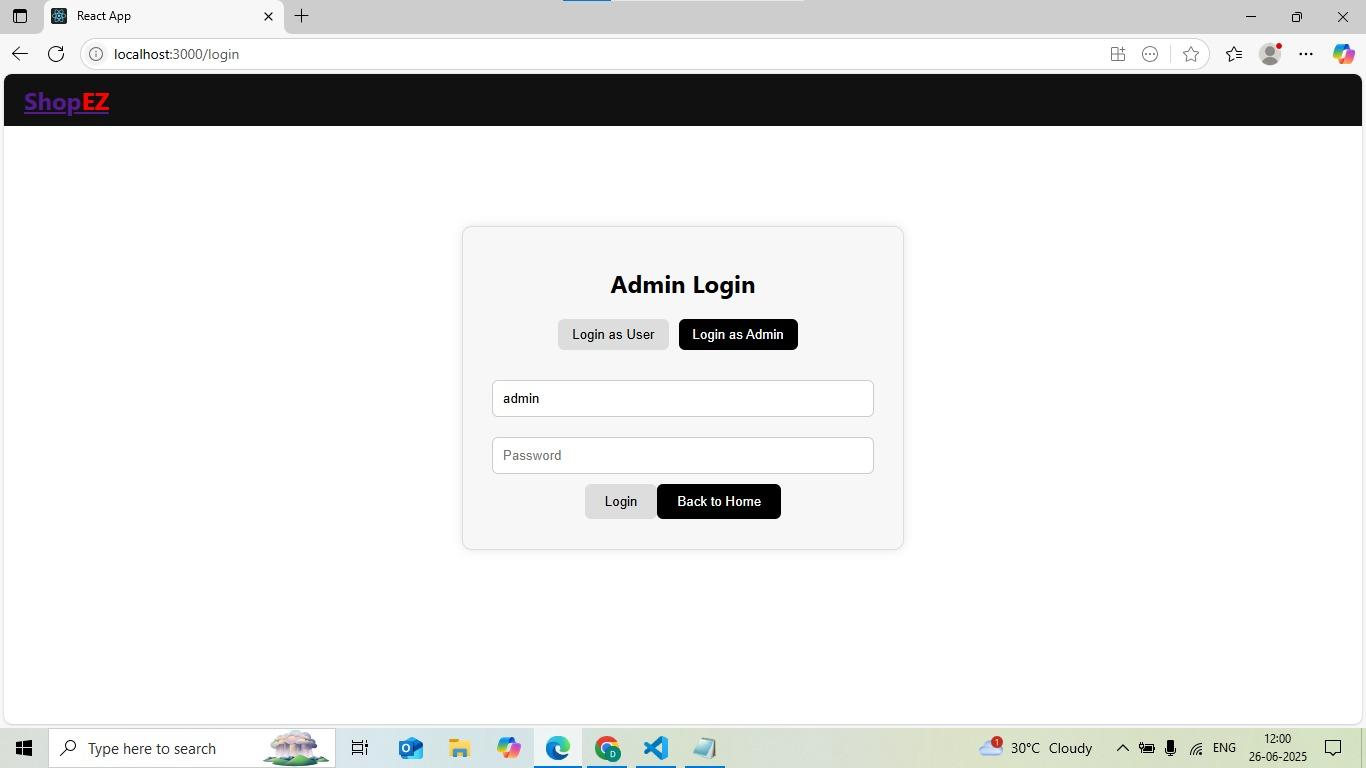 React App
localhost:3000/login
ShopEZ
Admin Login
Login as User Login as Admin
admin
Password
Login Back to Home
Type here to search
1 30°C Cloudy ENG 12:00
26-06-2025